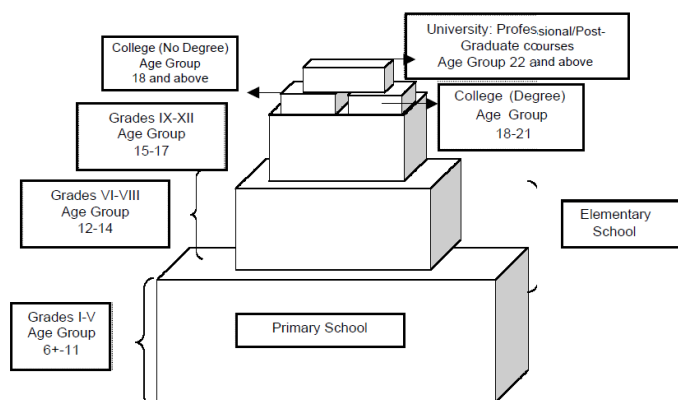 University: Professional/Post-
Graduate courses
Age Group 22 and above
College (No Degree)
Age Group
18 and above
College (Degree)
Age Group
18-21
Grades IX-XII
Age Group
15-17
Grades VI-VIII
Age Group
12-14
Elementary
School
Grades I-V
Age Group
6+-11
Primary School